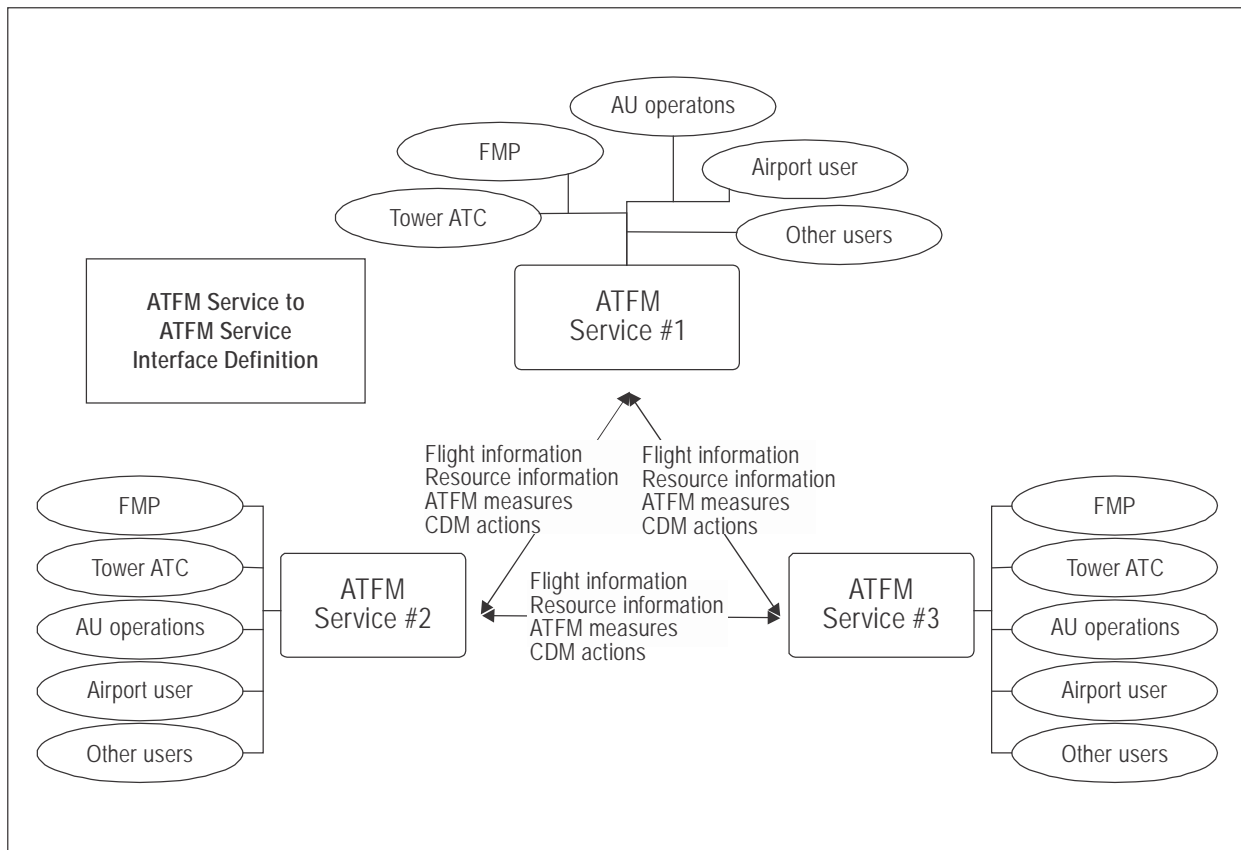 AU operatons
FMP
Airport user
Tower ATC
Other users
ATFM
Service #1
ATFM Service to
ATFM Service
Interface Definition
Flight information
Resource information
ATFM measures
CDM actions
Flight information
Resource information
ATFM measures
CDM actions
FMP
Tower ATC
AU operations
Airport user
Other users
ATFM
Service #2
Flight information
Resource information
ATFM measures
CDM actions
ATFM
Service #3
FMP
Tower ATC
AU operations
Airport user
Other users